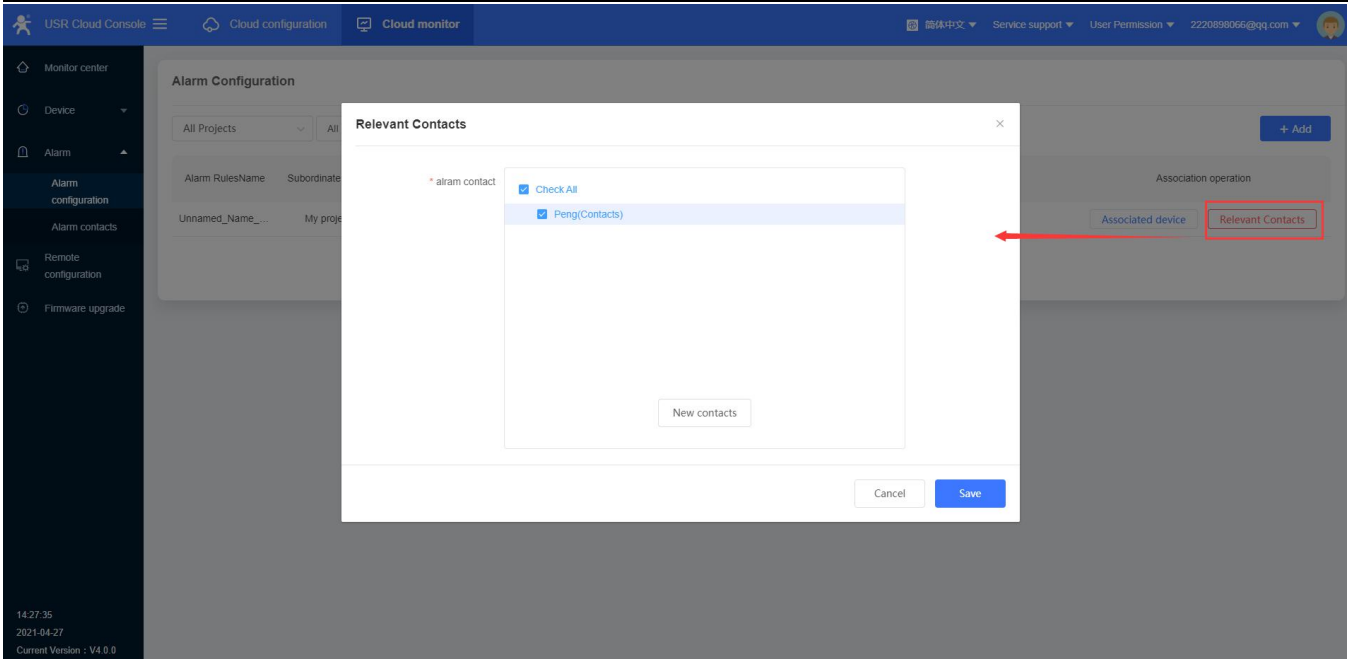 USR Cloud Console
Cloud configuration
Cloud monitor
简体中文
Service support
User Permission
2220898066@qq.com
Monitor center
Device
Alarm
Alarm
configuration
Alarm contacts
Remote
configuration
Firmware upgrade
14:27:35
2021-04-27
Current Version：V4.0.0
Alarm Configuration
All Projects
All
+ Add
Alarm RulesName
Subordinate
Association operation
Unnamed_Name_...
My proje
Associated device
Relevant Contacts
Relevant Contacts
* alram contact
Check All
Peng(Contacts)
New contacts
Cancel
Save